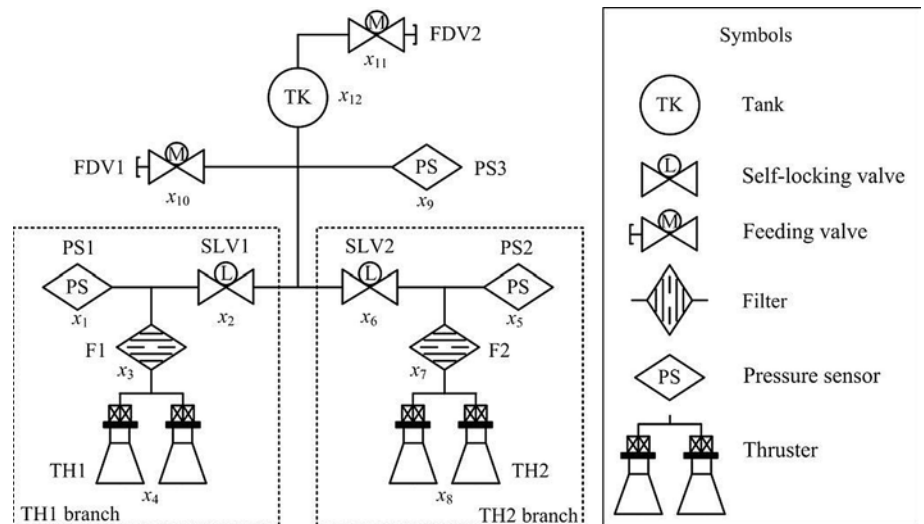 M
FDV2
x11
TK
x12
M
FDV1
x10
PS
PS3
x9
PS1
SLV1
SLV2
PS2
PS
L
L
PS
x1
x2
x6
x5
F1
x3
F2
x7
TH1
x4
TH2
x8
TH1 branch
TH2 branch
Symbols
TK
Tank
L
Self-locking valve
M
Feeding valve
Filter
PS
Pressure sensor
Thruster